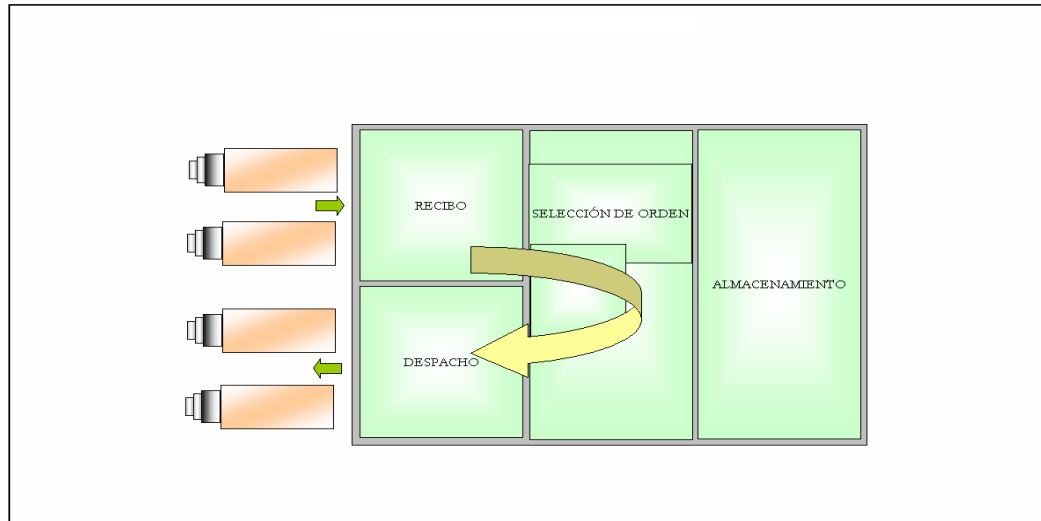 RECIBO
SELECCIÓN DE ORDEN
ALMACENAMIENTO
DESPACHO